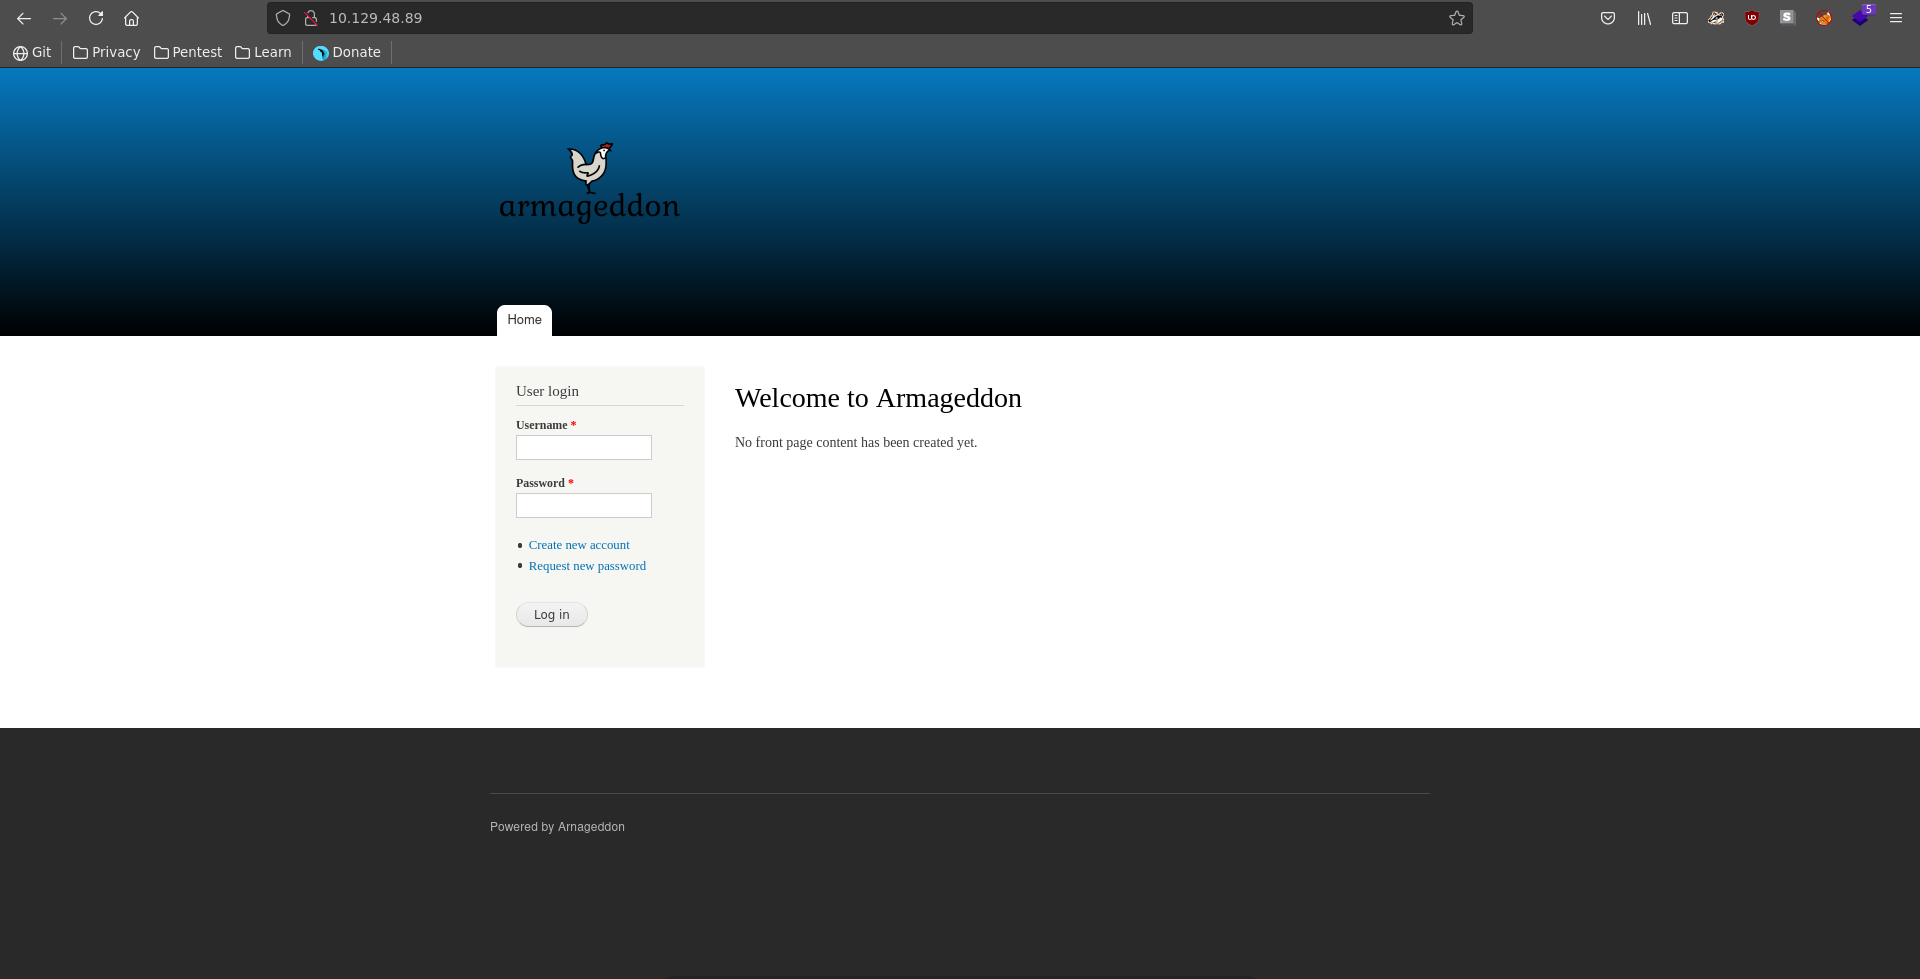 10.129.48.89
5
Git Privacy Pentest Learn Donate
armageddon
Home
User login
Username *
Password *
Create new account
Request new password
Log in
Welcome to Armageddon
No front page content has been created yet.
Powered by Arnageddon